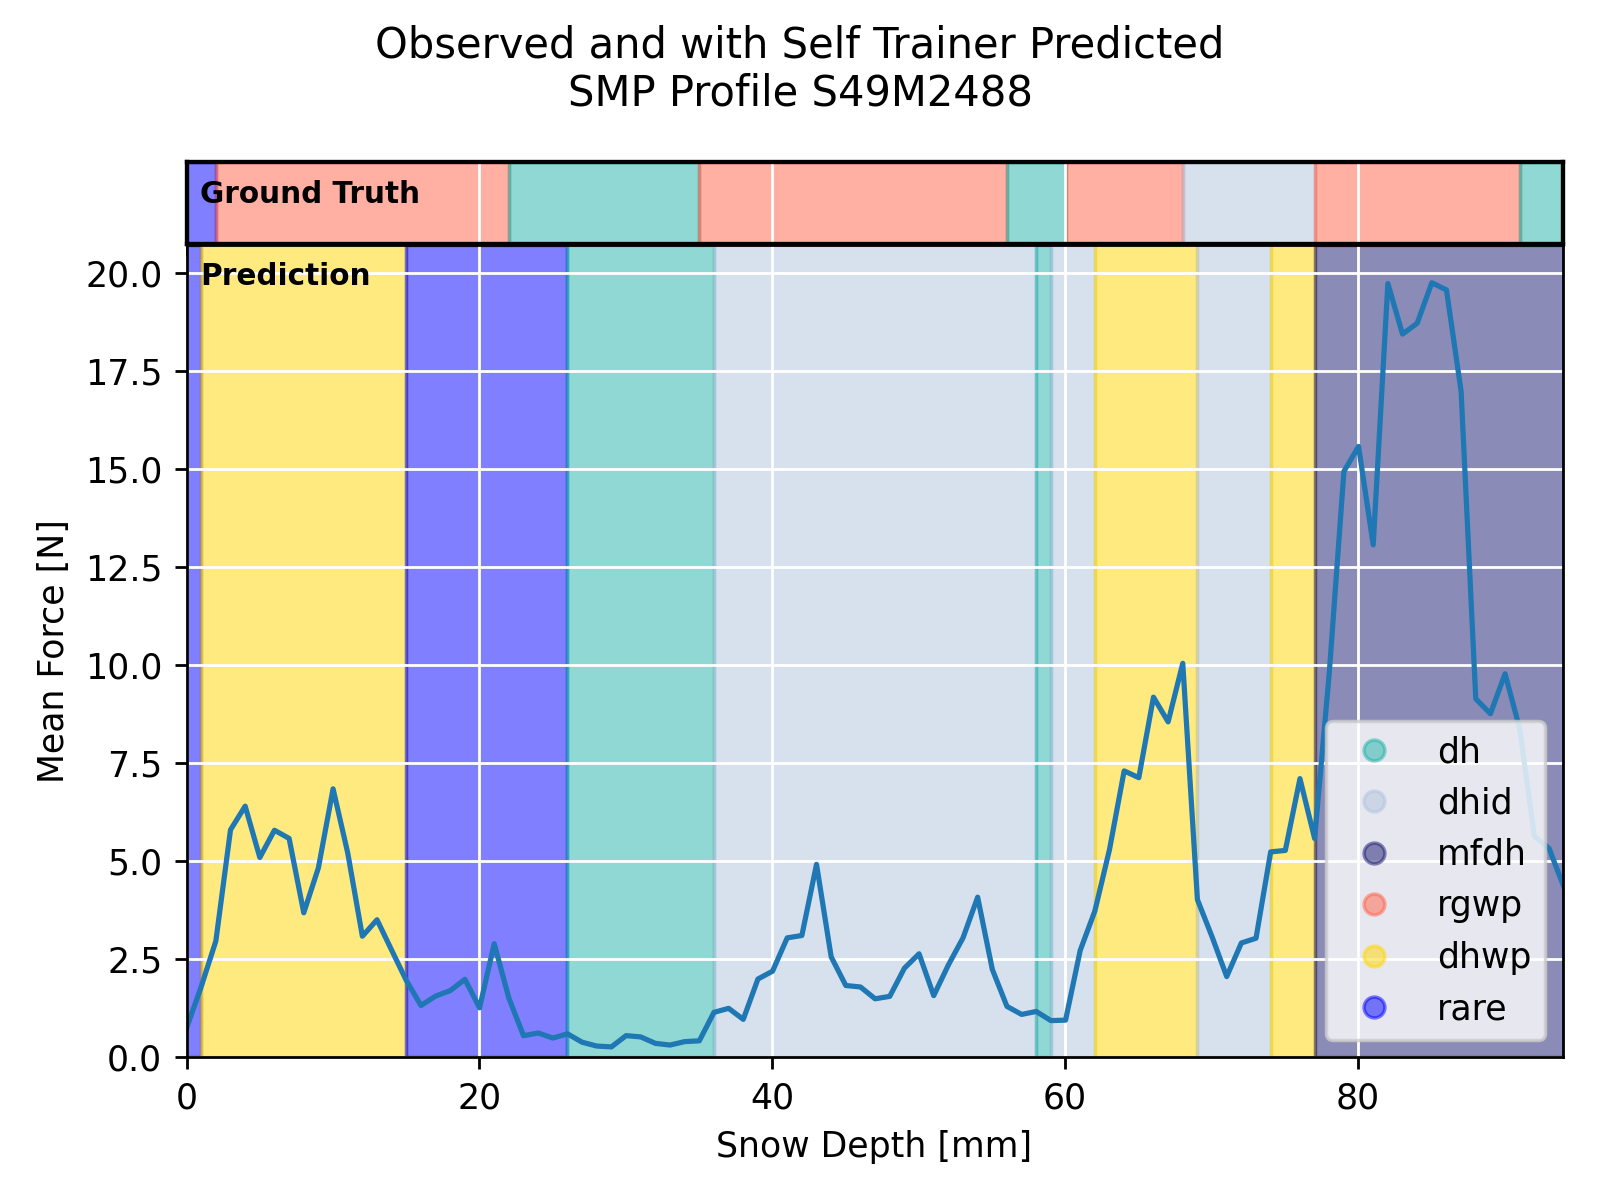 Observed and with Self Trainer Predicted
SMP Profile S49M2488
Ground Truth
Prediction
20.0
17.5
15.0
12.5
10.0
7.5
5.0
2.5
0.0
Mean Force [N]
0 20 40 60 80
Snow Depth [mm]
dh
dhid
mfdh
rgwp
dhwp
rare